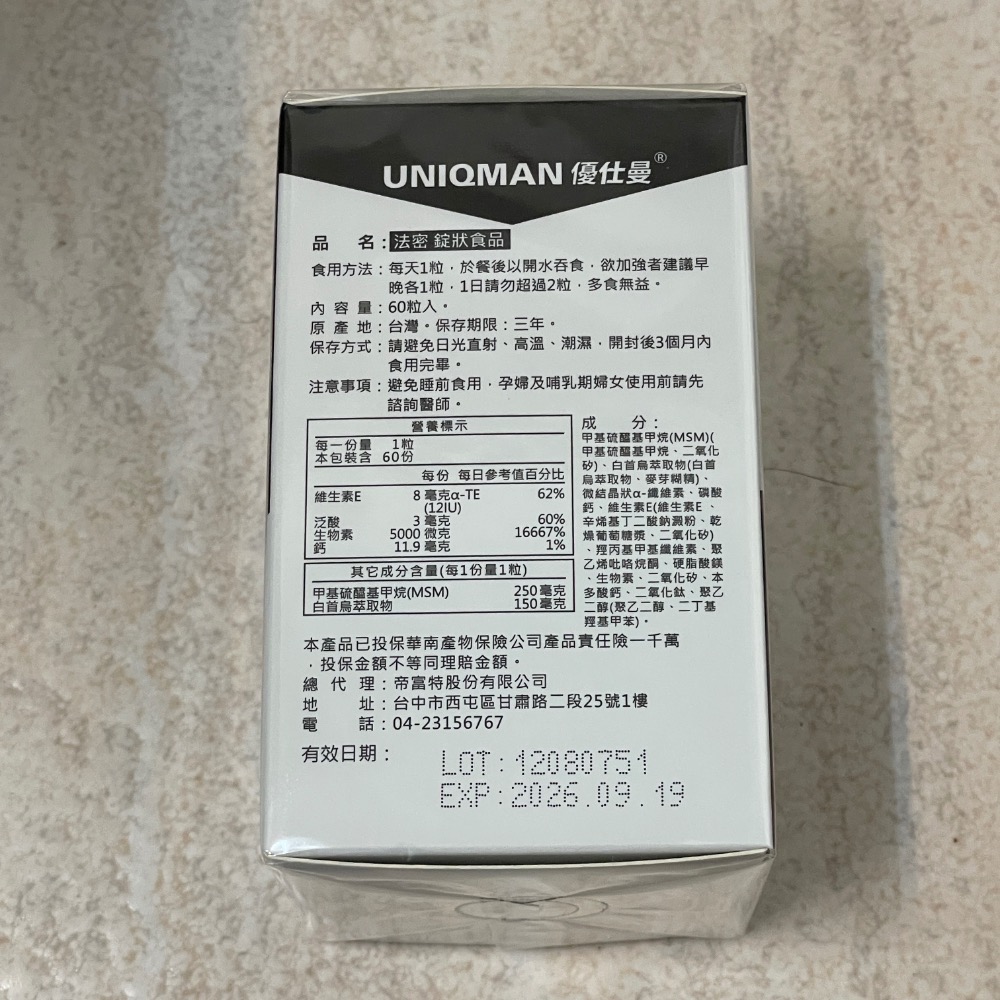 UNIQMAN 優仕曼®
品 名：法密 錠狀食品
食用方法：每天1粒，於餐後以開水吞食，欲加強者建議早
晚各1粒，1日請勿超過2粒，多食無益。
內容量：60粒入。
原產地：台灣。保存期限：三年。
保存方式：請避免日光直射、高溫、潮濕，開封後3個月內
食用完畢。
注意事項：避免睡前食用，孕婦及哺乳期婦女使用前請先
諮詢醫師。
營養標示
每一份量 1粒
本包裝含 60份
每份 每日參考值百分比
維生素E 8 毫克α-TE 62%
(12IU)
泛酸 3 毫克 60%
生物素 5000 微克 16667%
鈣 11.9 毫克 1%
其它成分含量(每1份量1粒)
甲基硫醯基甲烷(MSM) 250毫克
白首烏萃取物 150毫克
成 分：
甲基硫醯基甲烷(MSM)(
甲基硫醯基甲烷、二氧化
矽)、白首烏萃取物(白首
烏萃取物、麥芽糊精)、
微結晶狀α-纖維素、磷酸
鈣、維生素E(維生素E、
辛烯基丁二酸鈉澱粉、乾
燥葡萄糖漿、二氧化矽)
、羥丙基甲基纖維素、聚
乙烯吡咯烷酮、硬脂酸鎂
、生物素、二氧化矽、本
多酸鈣、二氧化鈦、聚乙
二醇(聚乙二醇、二丁基
羥基甲苯)。
本產品已投保華南產物保險公司產品責任險一千萬
，投保金額不等同理賠金額。
總代理：帝富特股份有限公司
地 址：台中市西屯區甘肅路二段25號1樓
電 話：04-23156767
有效日期：
LOT:12080751
EXP:2026.09.19